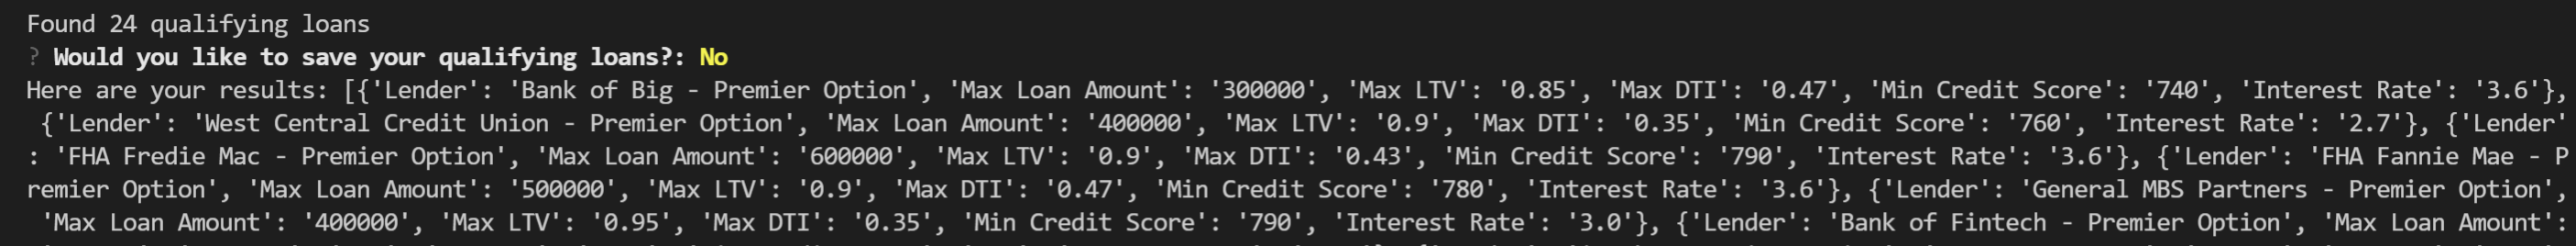 Found 24 qualifying loans
? Would you like to save your qualifying loans?: No
Here are your results: [{'Lender': 'Bank of Big - Premier Option', 'Max Loan Amount': '300000', 'Max LTV': '0.85', 'Max DTI': '0.47', 'Min Credit Score': '740', 'Interest Rate': '3.6'},
{'Lender': 'West Central Credit Union - Premier Option', 'Max Loan Amount': '400000', 'Max LTV': '0.9', 'Max DTI': '0.35', 'Min Credit Score': '760', 'Interest Rate': '2.7'}, {'Lender'
: 'FHA Fredie Mac - Premier Option', 'Max Loan Amount': '600000', 'Max LTV': '0.9', 'Max DTI': '0.43', 'Min Credit Score': '790', 'Interest Rate': '3.6'}, {'Lender': 'FHA Fannie Mae - P
remier Option', 'Max Loan Amount': '500000', 'Max LTV': '0.9', 'Max DTI': '0.47', 'Min Credit Score': '780', 'Interest Rate': '3.6'}, {'Lender': 'General MBS Partners - Premier Option',
'Max Loan Amount': '400000', 'Max LTV': '0.95', 'Max DTI': '0.35', 'Min Credit Score': '790', 'Interest Rate': '3.0'}, {'Lender': 'Bank of Fintech - Premier Option', 'Max Loan Amount':